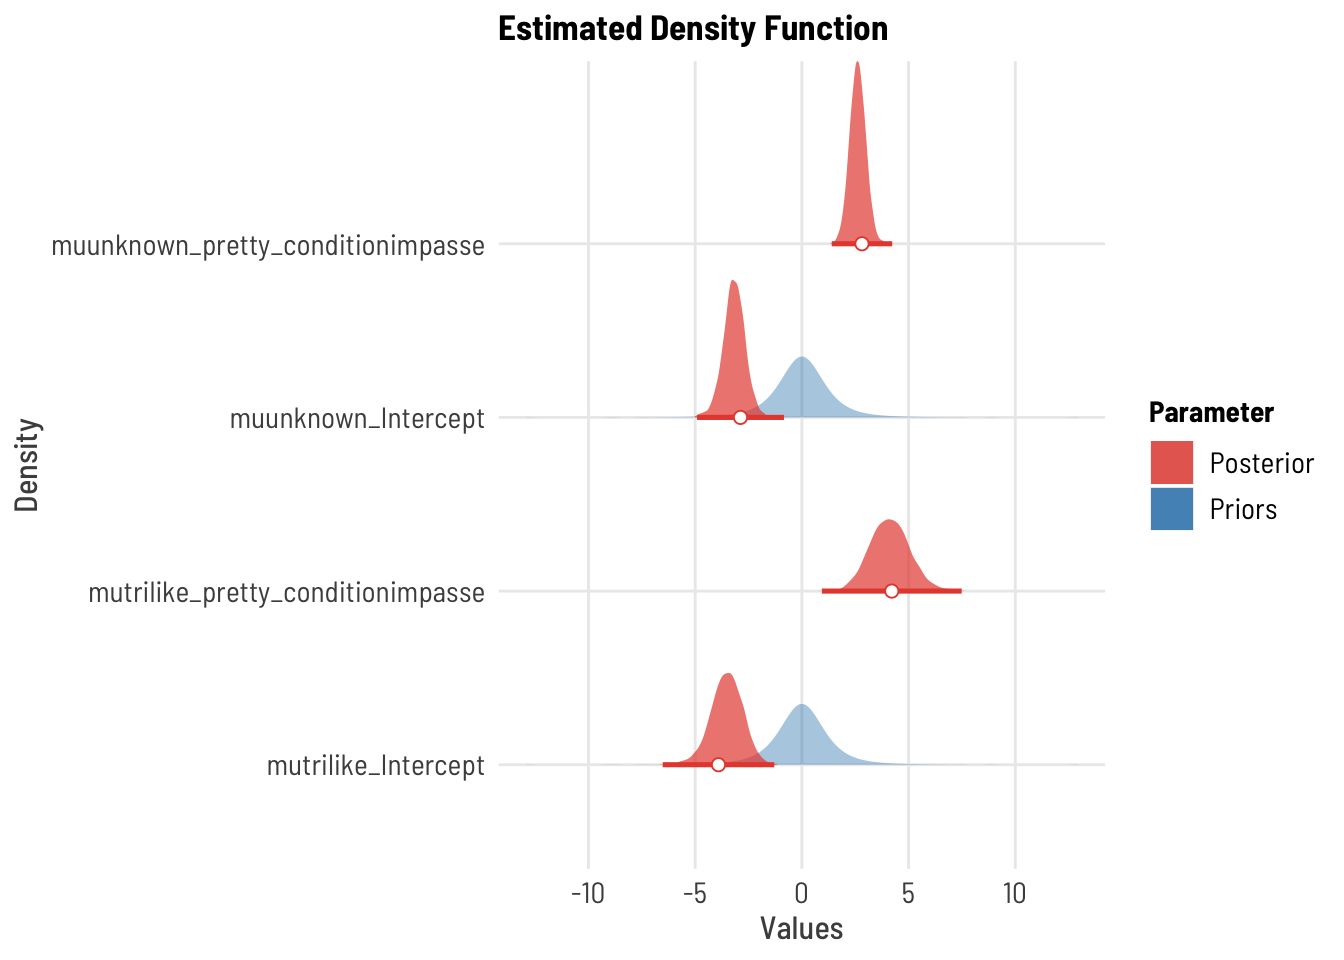 Estimated Density Function
muunknown_pretty_conditionimpasse
muunknown_Intercept
mutrilike_pretty_conditionimpasse
mutrilike_Intercept
Density
-10 -5 0 5 10
Values
Parameter
Posterior
Priors